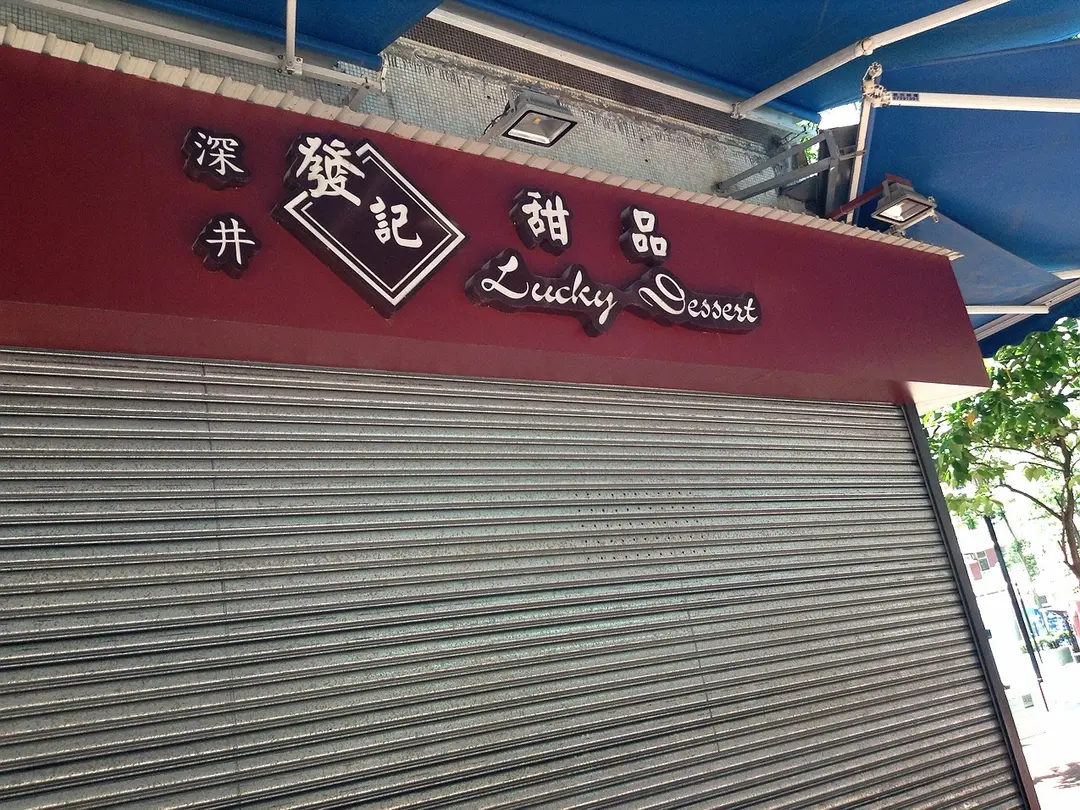 深井
發記
甜品
Lucky Dessert